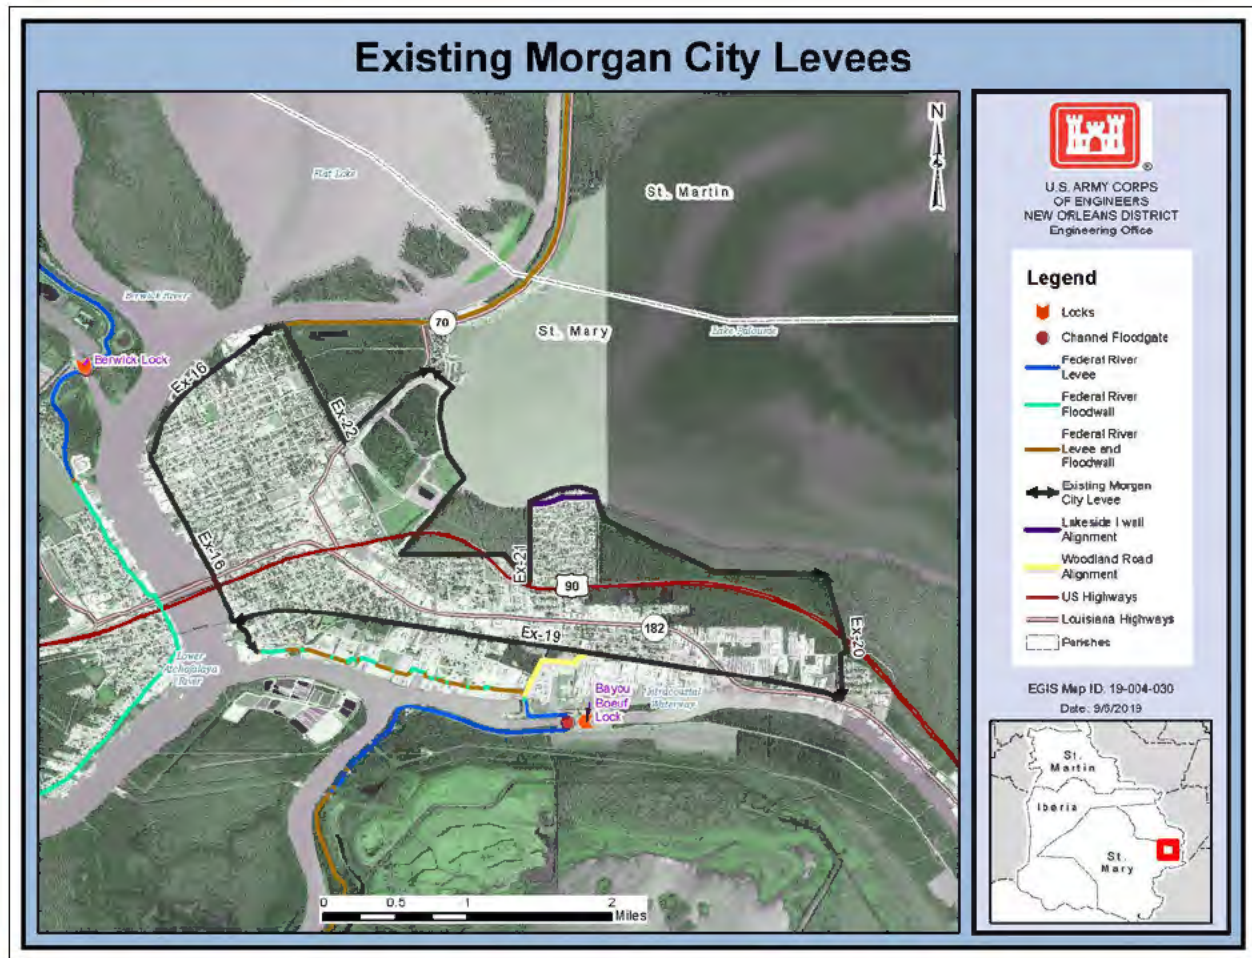 Existing Morgan City Levees
N
Flat Lake
St. Martin
Berwick River
70
St. Mary
Lake Palourde
Berwick Lock
Ex-16
Ex-22
Ex-16
Ex-21
90
Ex-19
182
Ex-20
Lower
Atchafalaya
River
Bayou
Boeuf
Lock
Intracoastal
Waterway
0 0.5 1 2
Miles
®
U.S. ARMY CORPS
OF ENGINEERS
NEW ORLEANS DISTRICT
Engineering Office
Legend
Locks
Channel Floodgate
Federal River
Levee
Federal River
Floodwall
Federal River
Levee and
Floodwall
Existing Morgan
City Levee
Lakeside I wall
Alignment
Woodland Road
Alignment
US Highways
Louisiana Highways
Parishes
EGIS Map ID: 19-004-030
Date: 9/6/2019
St.
Martin
Iberia
St.
Mary